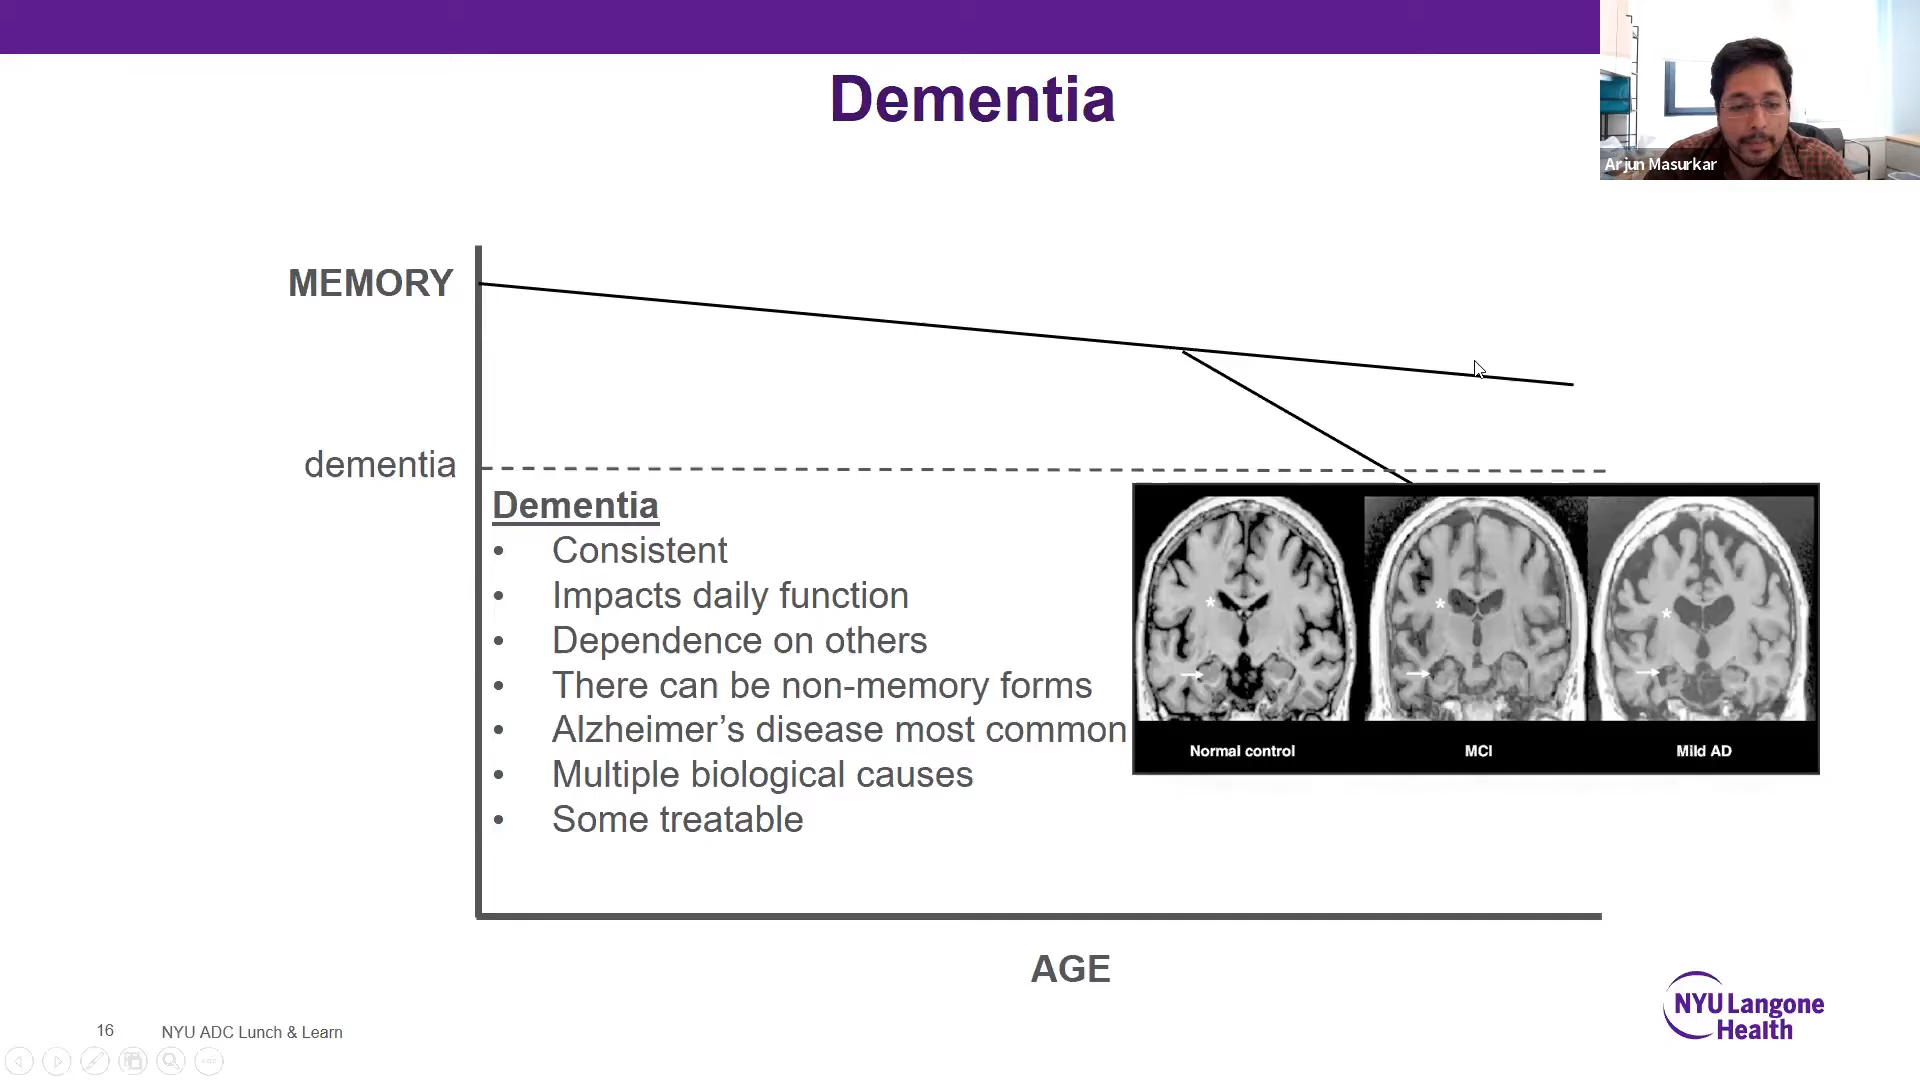 Dementia
Arjun Masurkar
MEMORY
dementia
Dementia
• Consistent
• Impacts daily function
• Dependence on others
• There can be non-memory forms
• Alzheimer’s disease most common
• Multiple biological causes
• Some treatable
* * *
Normal control MCI Mild AD
AGE
16 NYU ADC Lunch & Learn
NYU Langone
Health